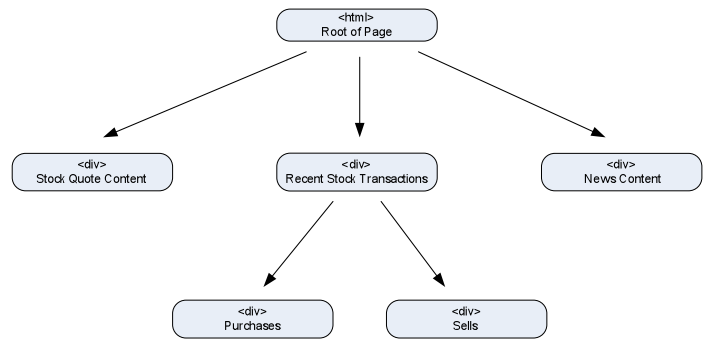 <html>
Root of Page
<div>
Stock Quote Content
<div>
Recent Stock Transactions
<div>
News Content
<div>
Purchases
<div>
Sells